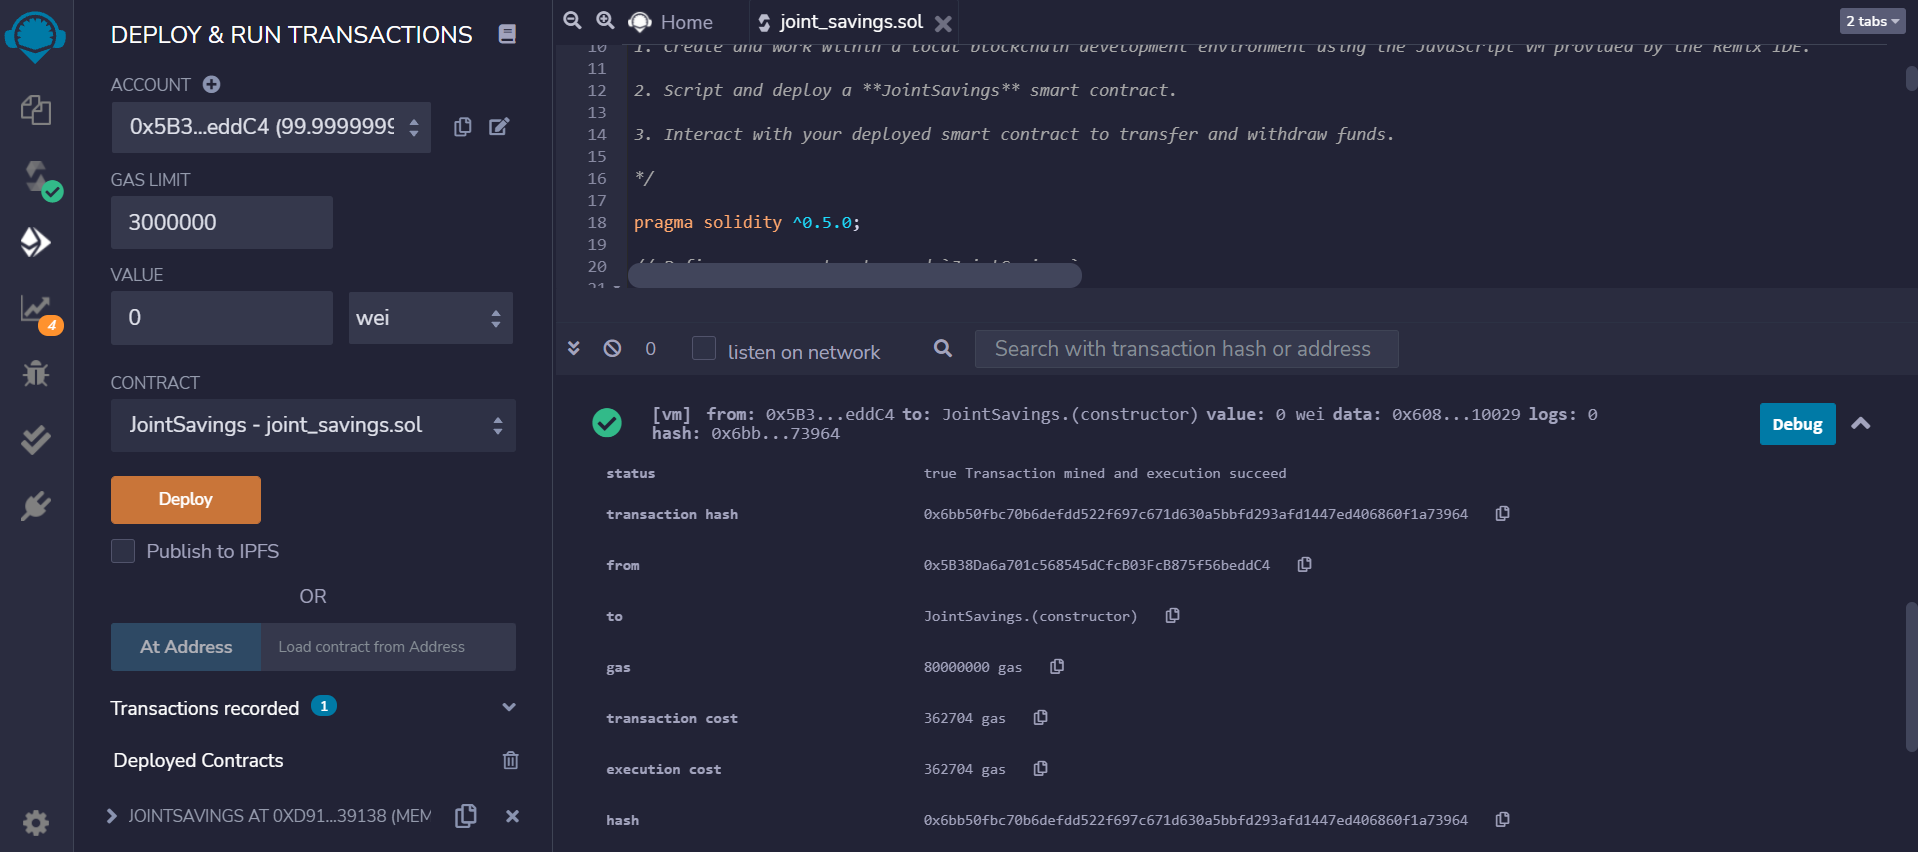 DEPLOY & RUN TRANSACTIONS
ACCOUNT
0x5B3...eddC4 (99.9999999
GAS LIMIT
3000000
VALUE
0
wei
CONTRACT
JointSavings - joint_savings.sol
Deploy
Publish to IPFS
OR
At Address
Load contract from Address
Transactions recorded 1
Deployed Contracts
JOINTSAVINGS AT 0XD91...39138 (MEM
4
Home
joint_savings.sol
2 tabs
10 1. Create and work within a local blockchain development environment using the JavaScript VM provided by the Remix IDE.
11
12 2. Script and deploy a **JointSavings** smart contract.
13
14 3. Interact with your deployed smart contract to transfer and withdraw funds.
15
16 */
17
18 pragma solidity ^0.5.0;
19
20
21
0
listen on network
Search with transaction hash or address
[vm] from: 0x5B3...eddC4 to: JointSavings.(constructor) value: 0 wei data: 0x608...10029 logs: 0
hash: 0x6bb...73964
Debug
status true Transaction mined and execution succeed
transaction hash 0x6bb50fbc70b6defdd522f697c671d630a5bbfd293afd1447ed406860f1a73964
from 0x5B38Da6a701c568545dCfcB03FcB875f56beddC4
to JointSavings.(constructor)
gas 80000000 gas
transaction cost 362704 gas
execution cost 362704 gas
hash 0x6bb50fbc70b6defdd522f697c671d630a5bbfd293afd1447ed406860f1a73964